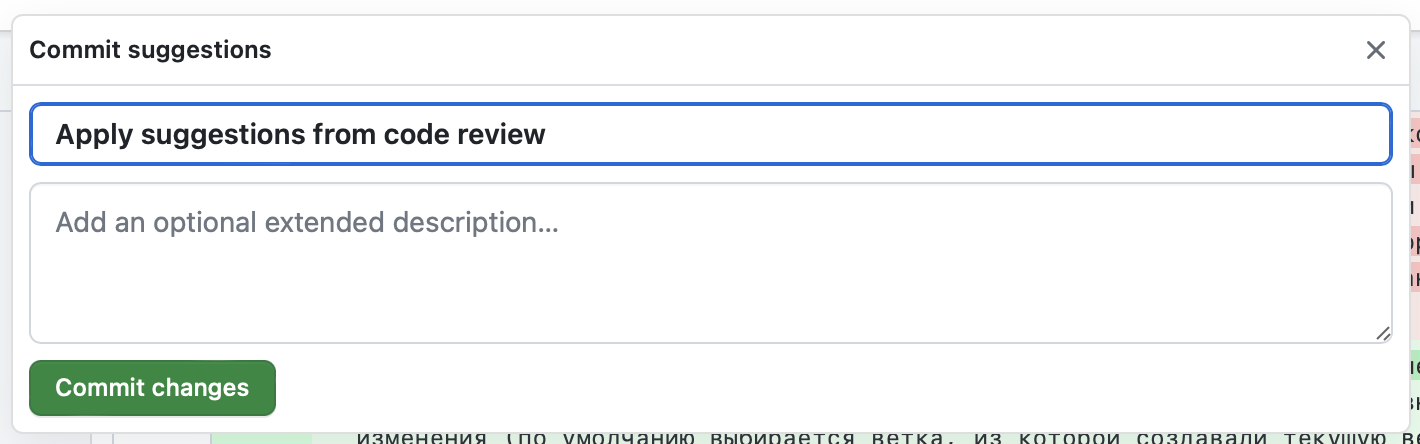 Commit suggestions
Apply suggestions from code review
Add an optional extended description...
Commit changes
изменения (по умолчанию выбирается ветка, из которой создавали текущую